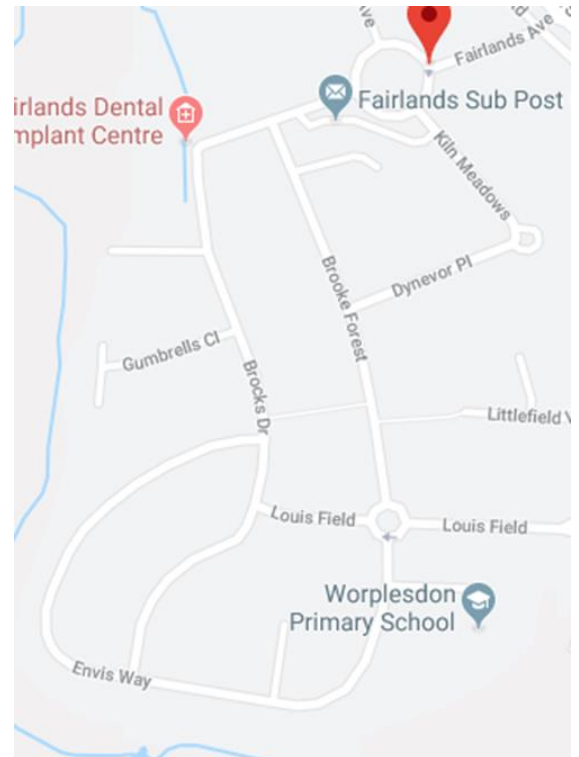 Ave
Fairlands Ave
irlands Dental
mplant Centre
Fairlands Sub Post
Kiln Meadows
Dynevor Pl
Brooke Forest
Gumbrells Cl
Brocks Dr
Littlefield
Louis Field
Louis Field
Worplesdon
Primary School
Envis Way